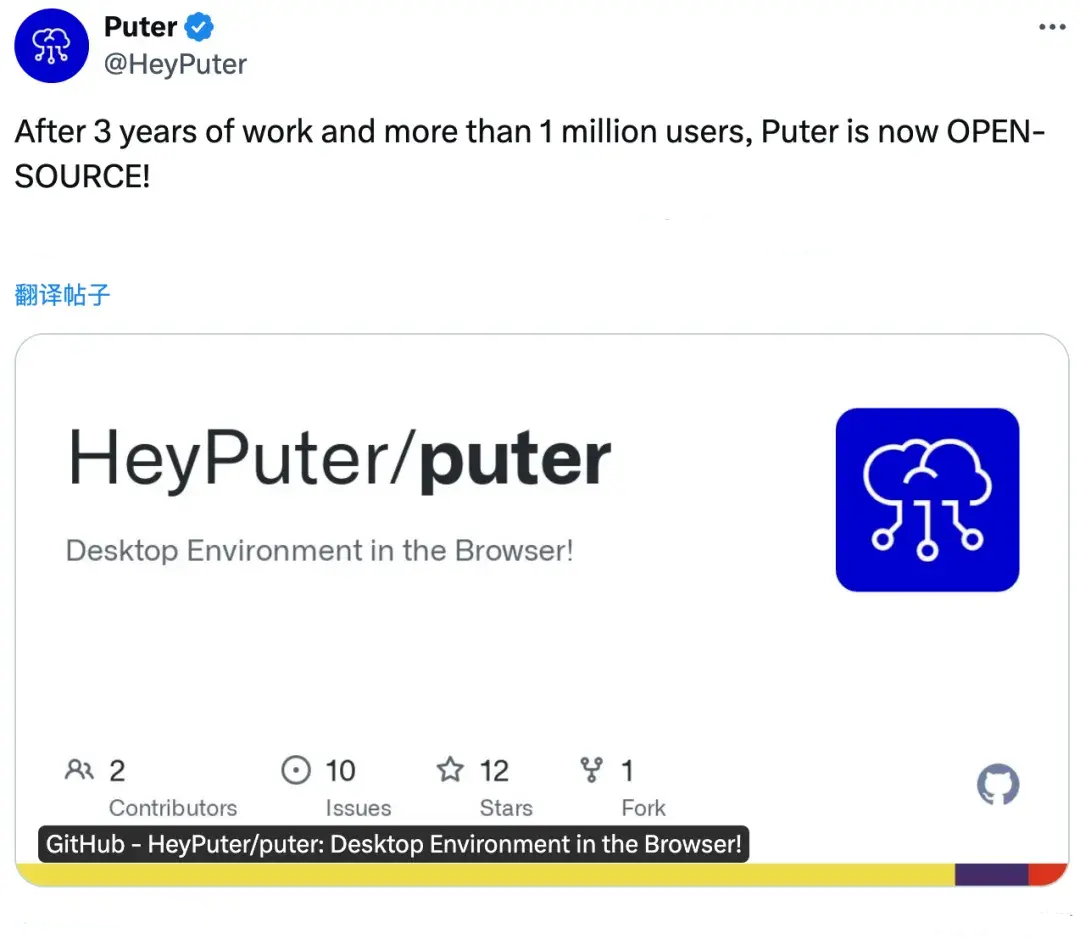 Puter
@HeyPuter
After 3 years of work and more than 1 million users, Puter is now OPEN-
SOURCE!
翻译帖子
HeyPuter/puter
Desktop Environment in the Browser!
2
Contributors
10
Issues
12
Stars
1
Fork
GitHub - HeyPuter/puter: Desktop Environment in the Browser!